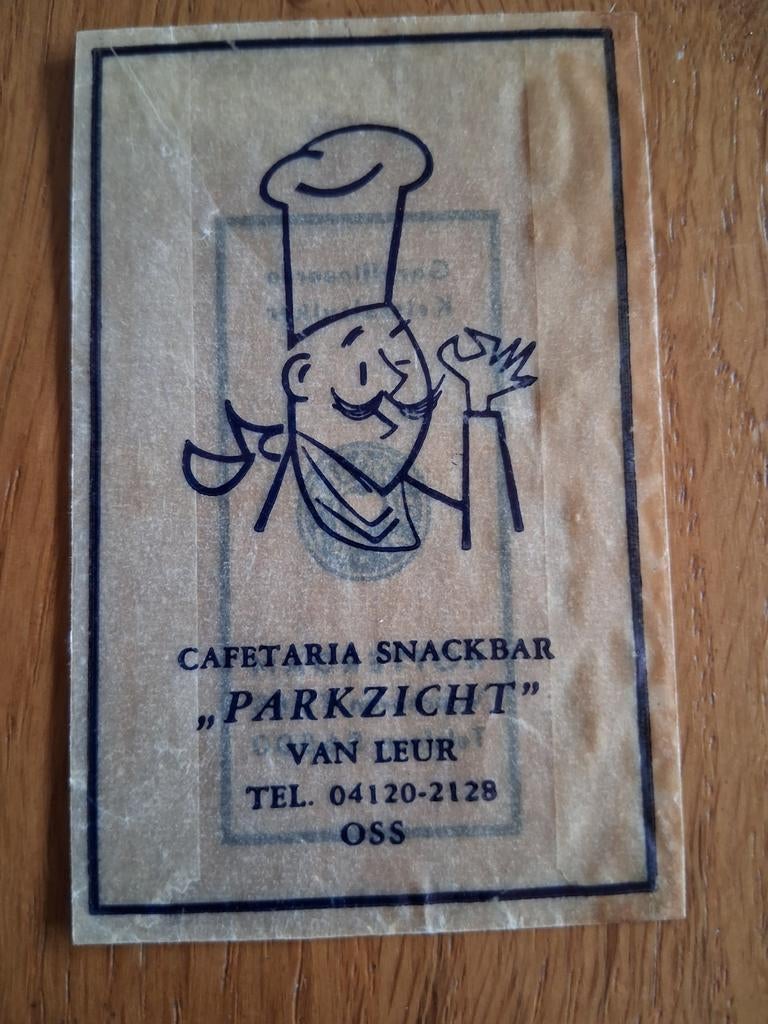 CAFETARIA SNACKBAR
„PARKZICHT”
VAN LEUR
TEL. 04120-2128
OSS